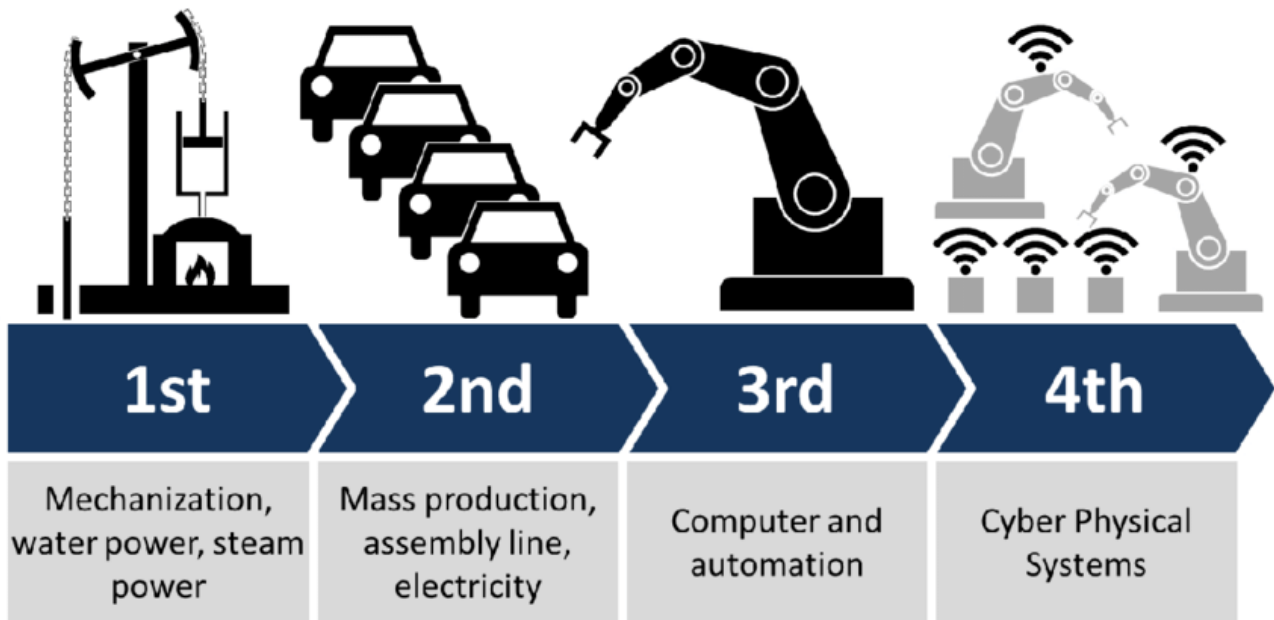 1st
2nd
3rd
4th
Mechanization,
water power, steam
power
Mass production,
assembly line,
electricity
Computer and
automation
Cyber Physical
Systems